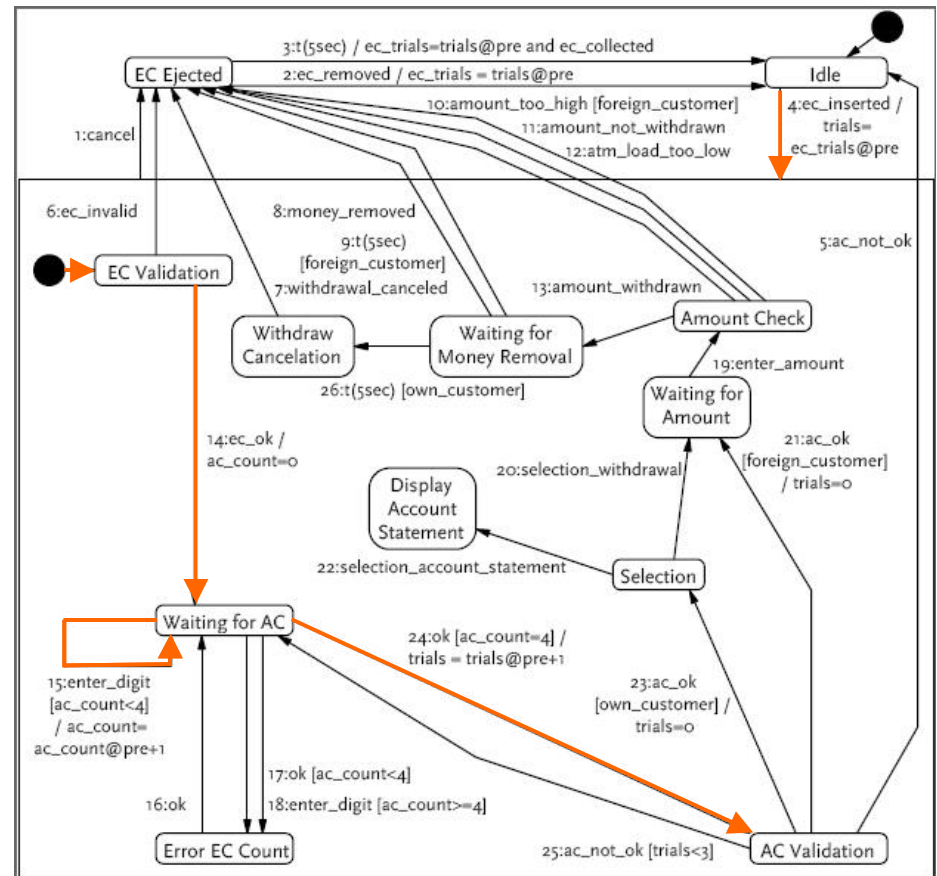 3:t(5sec) / ec_trials=trials@pre and ec_collected
EC Ejected
Idle
2:ec_removed / ec_trials = trials@pre
10:amount_too_high [foreign_customer]
11:amount_not_withdrawn
12:atm_load_too_low
4:ec_inserted /
trials=
ec_trials@pre
1:cancel
6:ec_invalid
8:money_removed
9:t(5sec)
[foreign_customer]
7:withdrawal_canceled
5:ac_not_ok
EC Validation
13:amount_withdrawn
Withdraw
Cancelation
Waiting for
Money Removal
Amount Check
26:t(5sec) [own_customer]
19:enter_amount
Waiting for
Amount
14:ec_ok /
ac_count=0
21:ac_ok
[foreign_customer]
/ trials=0
20:selection_withdrawal
Display
Account
Statement
22:selection_account_statement
Selection
Waiting for AC
24:ok [ac_count=4] /
trials = trials@pre+1
15:enter_digit
[ac_count<4]
/ ac_count=
ac_count@pre+1
23:ac_ok
[own_customer] /
trials=0
17:ok [ac_count<4]
16:ok
18:enter_digit [ac_count>=4]
Error EC Count
25:ac_not_ok [trials<3]
AC Validation